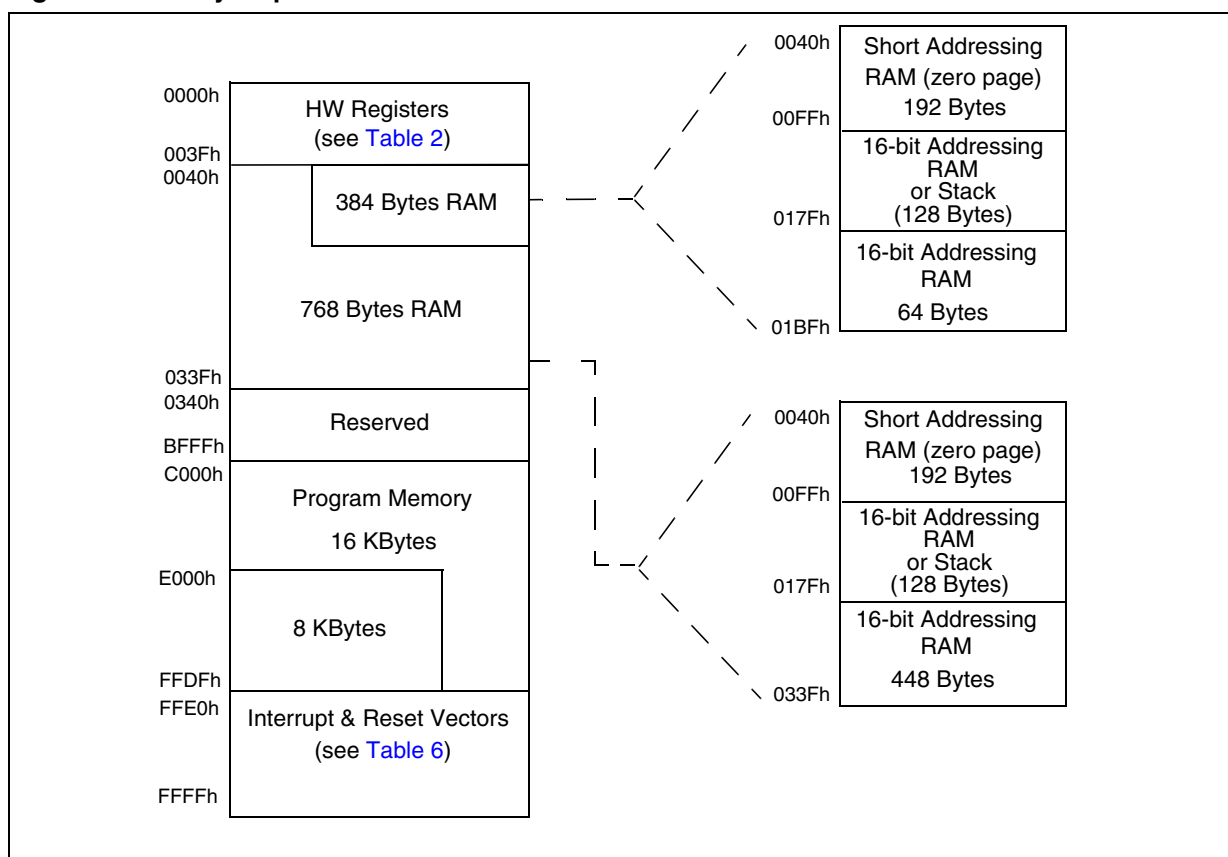 0000h
HW Registers
(see Table 2)
003Fh
0040h
384 Bytes RAM
768 Bytes RAM
033Fh
0340h
Reserved
BFFFh
C000h
Program Memory
16 KBytes
E000h
8 KBytes
FFDFh
FFE0h
Interrupt & Reset Vectors
(see Table 6)
FFFFh
0040h
Short Addressing
RAM (zero page)
192 Bytes
00FFh
16-bit Addressing
RAM
or Stack
(128 Bytes)
017Fh
16-bit Addressing
RAM
64 Bytes
01BFh
0040h
Short Addressing
RAM (zero page)
192 Bytes
00FFh
16-bit Addressing
RAM
or Stack
(128 Bytes)
017Fh
16-bit Addressing
RAM
448 Bytes
033Fh